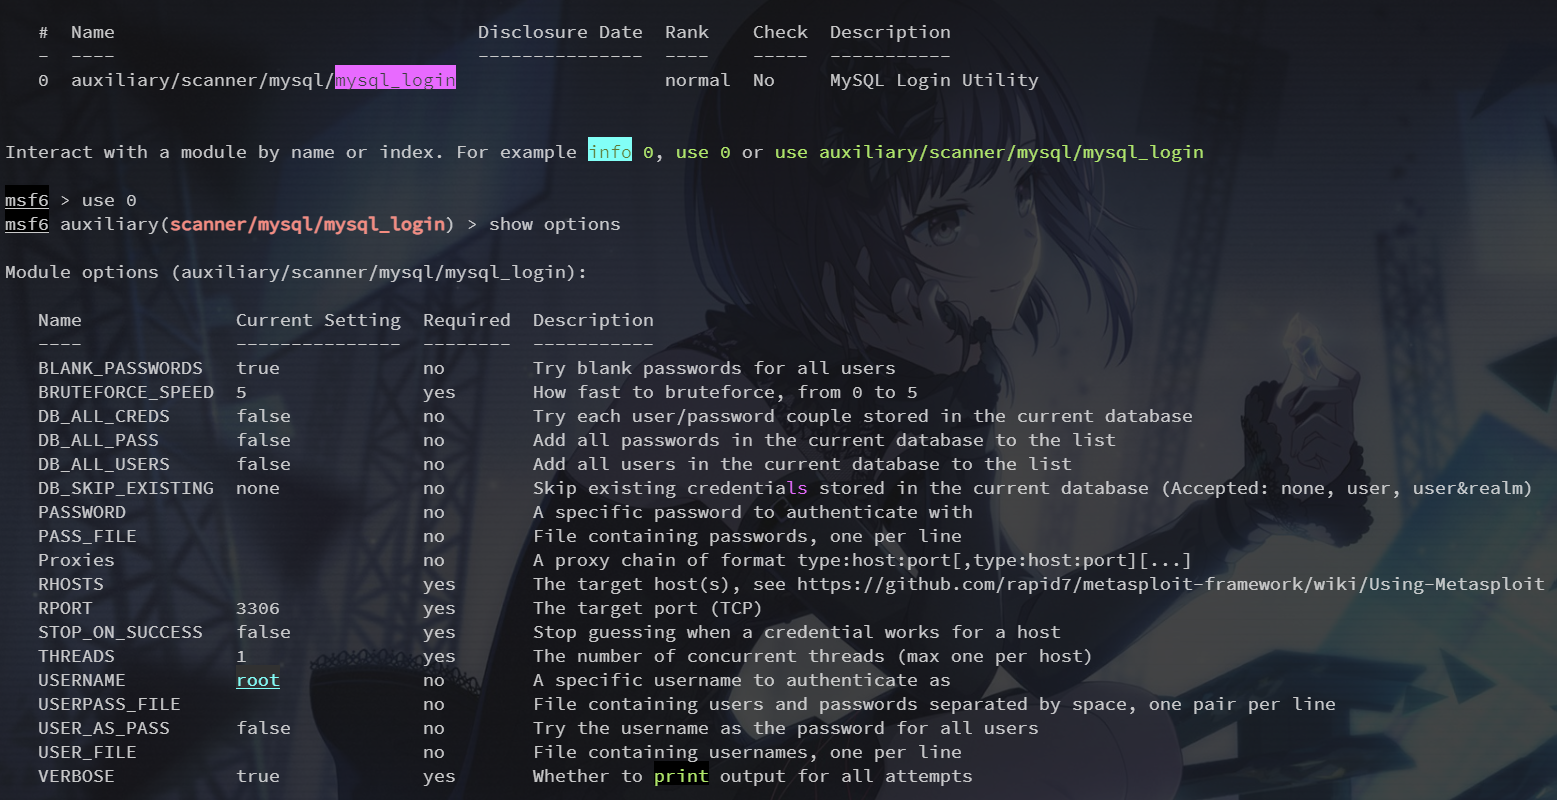 #  Name                                 Disclosure Date  Rank    Check  Description
-  ----                                 ---------------  ----    -----  -----------
0  auxiliary/scanner/mysql/mysql_login                   normal  No     MySQL Login Utility
Interact with a module by name or index. For example info 0, use 0 or use auxiliary/scanner/mysql/mysql_login
msf6 > use 0
msf6 auxiliary(scanner/mysql/mysql_login) > show options
Module options (auxiliary/scanner/mysql/mysql_login):
Name              Current Setting  Required  Description
----              ---------------  --------  -----------
BLANK_PASSWORDS   true             no        Try blank passwords for all users
BRUTEFORCE_SPEED  5                yes       How fast to bruteforce, from 0 to 5
DB_ALL_CREDS      false            no        Try each user/password couple stored in the current database
DB_ALL_PASS       false            no        Add all passwords in the current database to the list
DB_ALL_USERS      false            no        Add all users in the current database to the list
DB_SKIP_EXISTING  none             no        Skip existing credentials stored in the current database (Accepted: none, user, user&realm)
PASSWORD                           no        A specific password to authenticate with
PASS_FILE                          no        File containing passwords, one per line
Proxies                            no        A proxy chain of format type:host:port[,type:host:port][...]
RHOSTS                             yes       The target host(s), see https://github.com/rapid7/metasploit-framework/wiki/Using-Metasploit
RPORT             3306             yes       The target port (TCP)
STOP_ON_SUCCESS   false            yes       Stop guessing when a credential works for a host
THREADS           1                yes       The number of concurrent threads (max one per host)
USERNAME          root             no        A specific username to authenticate as
USERPASS_FILE                      no        File containing users and passwords separated by space, one pair per line
USER_AS_PASS      false            no        Try the username as the password for all users
USER_FILE                          no        File containing usernames, one per line
VERBOSE           true             yes       Whether to print output for all attempts